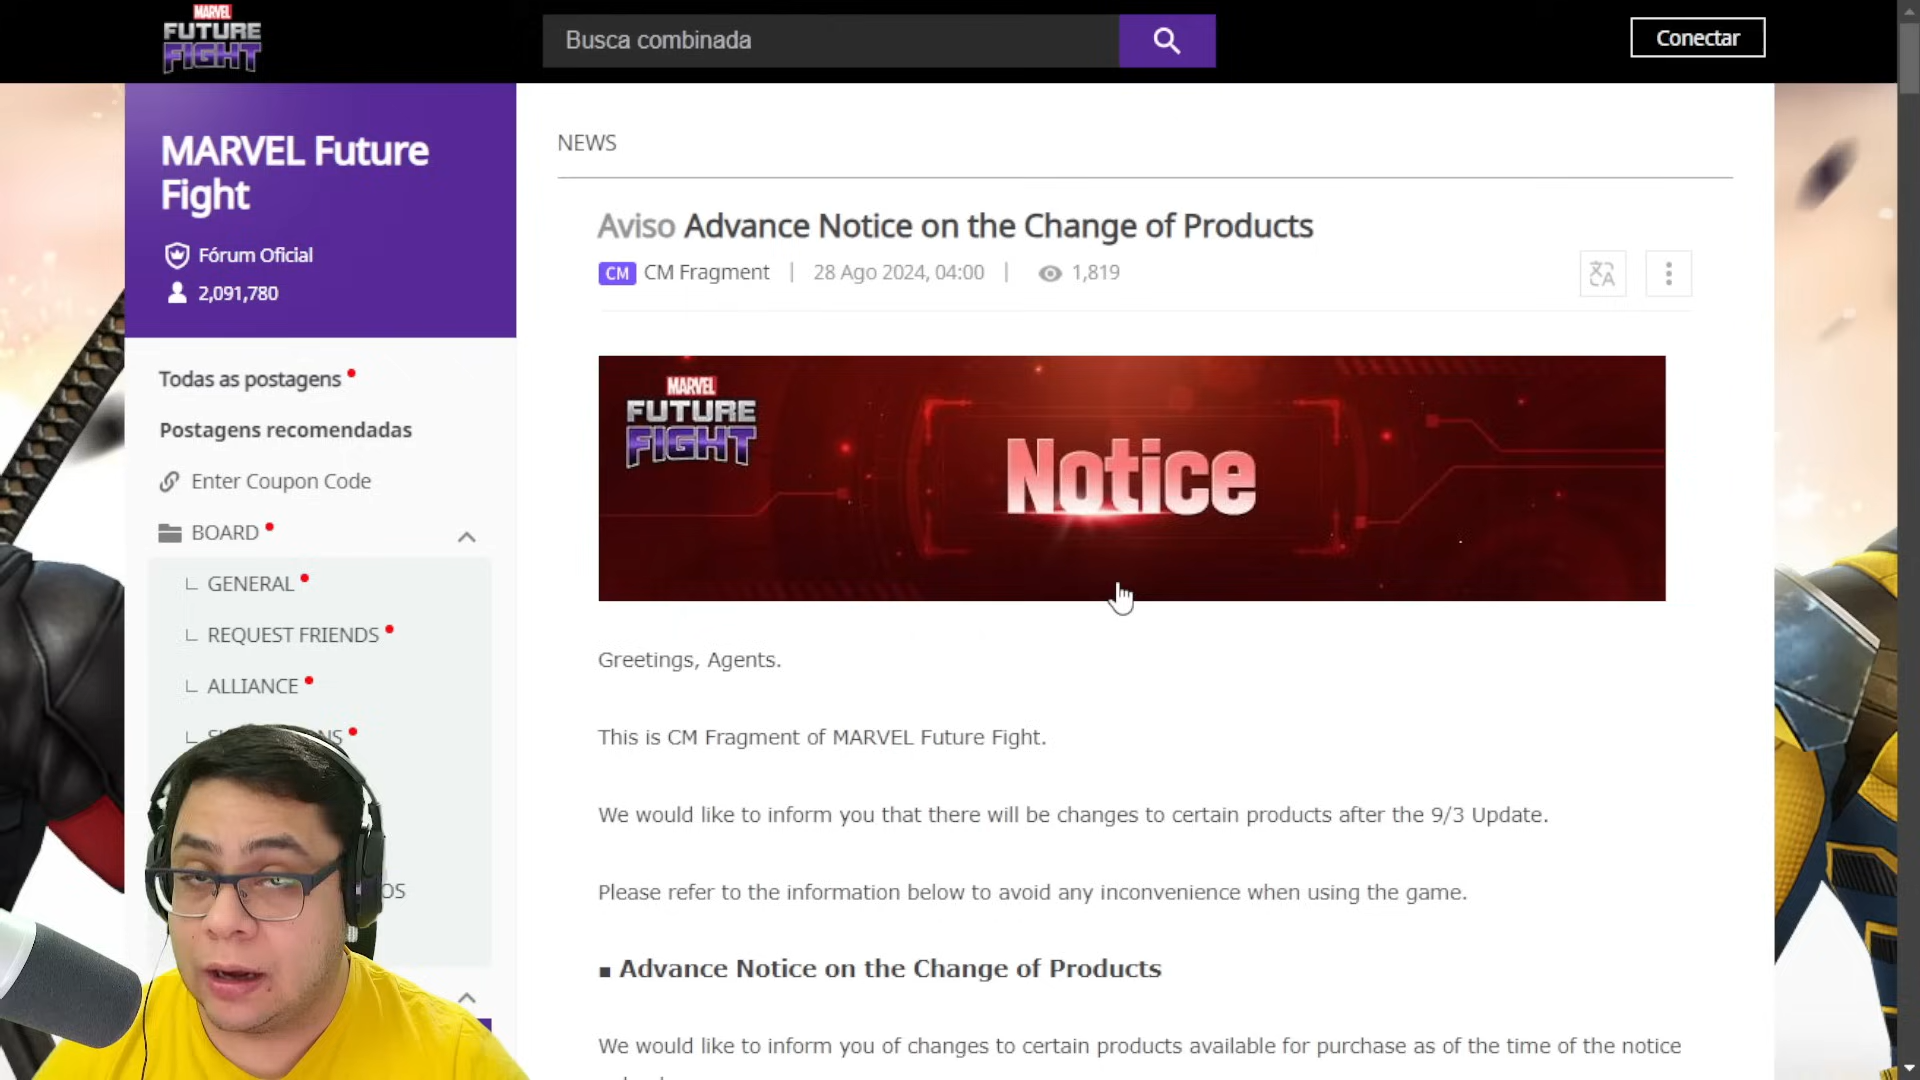 MARVEL
FUTURE
FIGHT
Busca combinada
Conectar
MARVEL Future
Fight
Fórum Oficial
2,091,780
Todas as postagens
Postagens recomendadas
Enter Coupon Code
BOARD
GENERAL
REQUEST FRIENDS
ALLIANCE
NEWS
Aviso Advance Notice on the Change of Products
CM CM Fragment | 28 Ago 2024, 04:00 | 1,819
MARVEL
FUTURE
FIGHT
Notice
Greetings, Agents.
This is CM Fragment of MARVEL Future Fight.
We would like to inform you that there will be changes to certain products after the 9/3 Update.
Please refer to the information below to avoid any inconvenience when using the game.
■ Advance Notice on the Change of Products
We would like to inform you of changes to certain products available for purchase as of the time of the notice